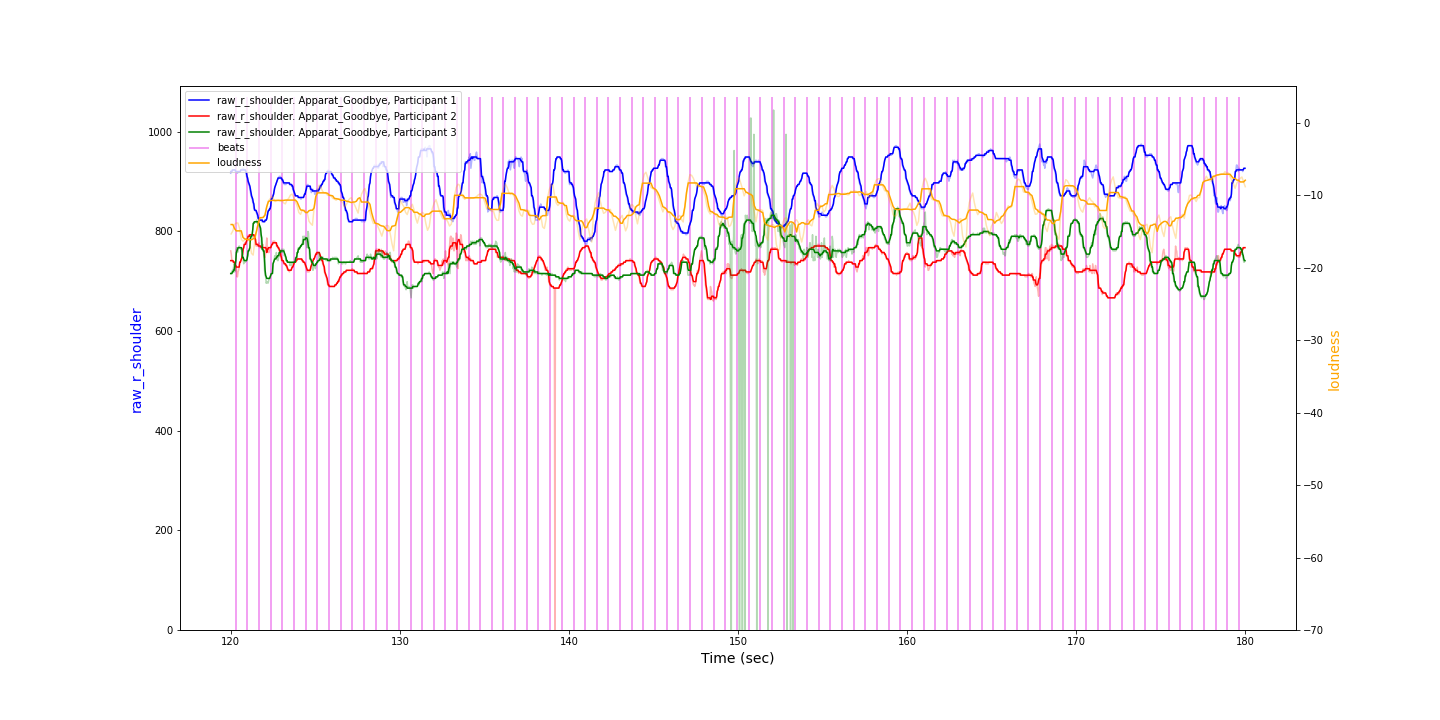 raw_r_shoulder. Apparat_Goodbye, Participant 1
raw_r_shoulder. Apparat_Goodbye, Participant 2
raw_r_shoulder. Apparat_Goodbye, Participant 3
beats
loudness
1000
800
600
400
200
0
raw_r_shoulder
0
−10
−20
−30
−40
−50
−60
−70
loudness
120
130
140
150
160
170
180
Time (sec)